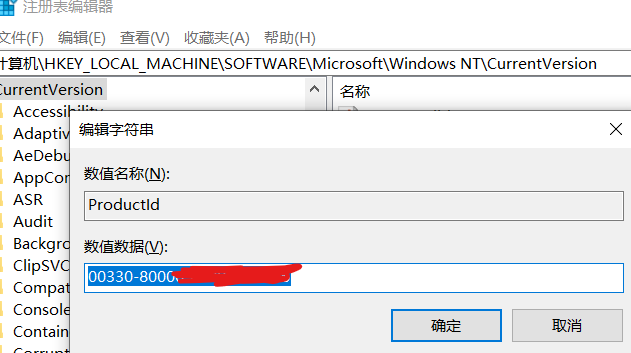 注册表编辑器
文件(F) 编辑(E) 查看(V) 收藏夹(A) 帮助(H)
计算机\HKEY_LOCAL_MACHINE\SOFTWARE\Microsoft\Windows NT\CurrentVersion
CurrentVersion
名称
Accessibility
编辑字符串
数值名称(N):
ProductId
数值数据(V):
00330-8000
确定
取消
Adaptiv
AeDebu
AppCon
ASR
Audit
Backgro
ClipSVC
Compat
Console
Contain